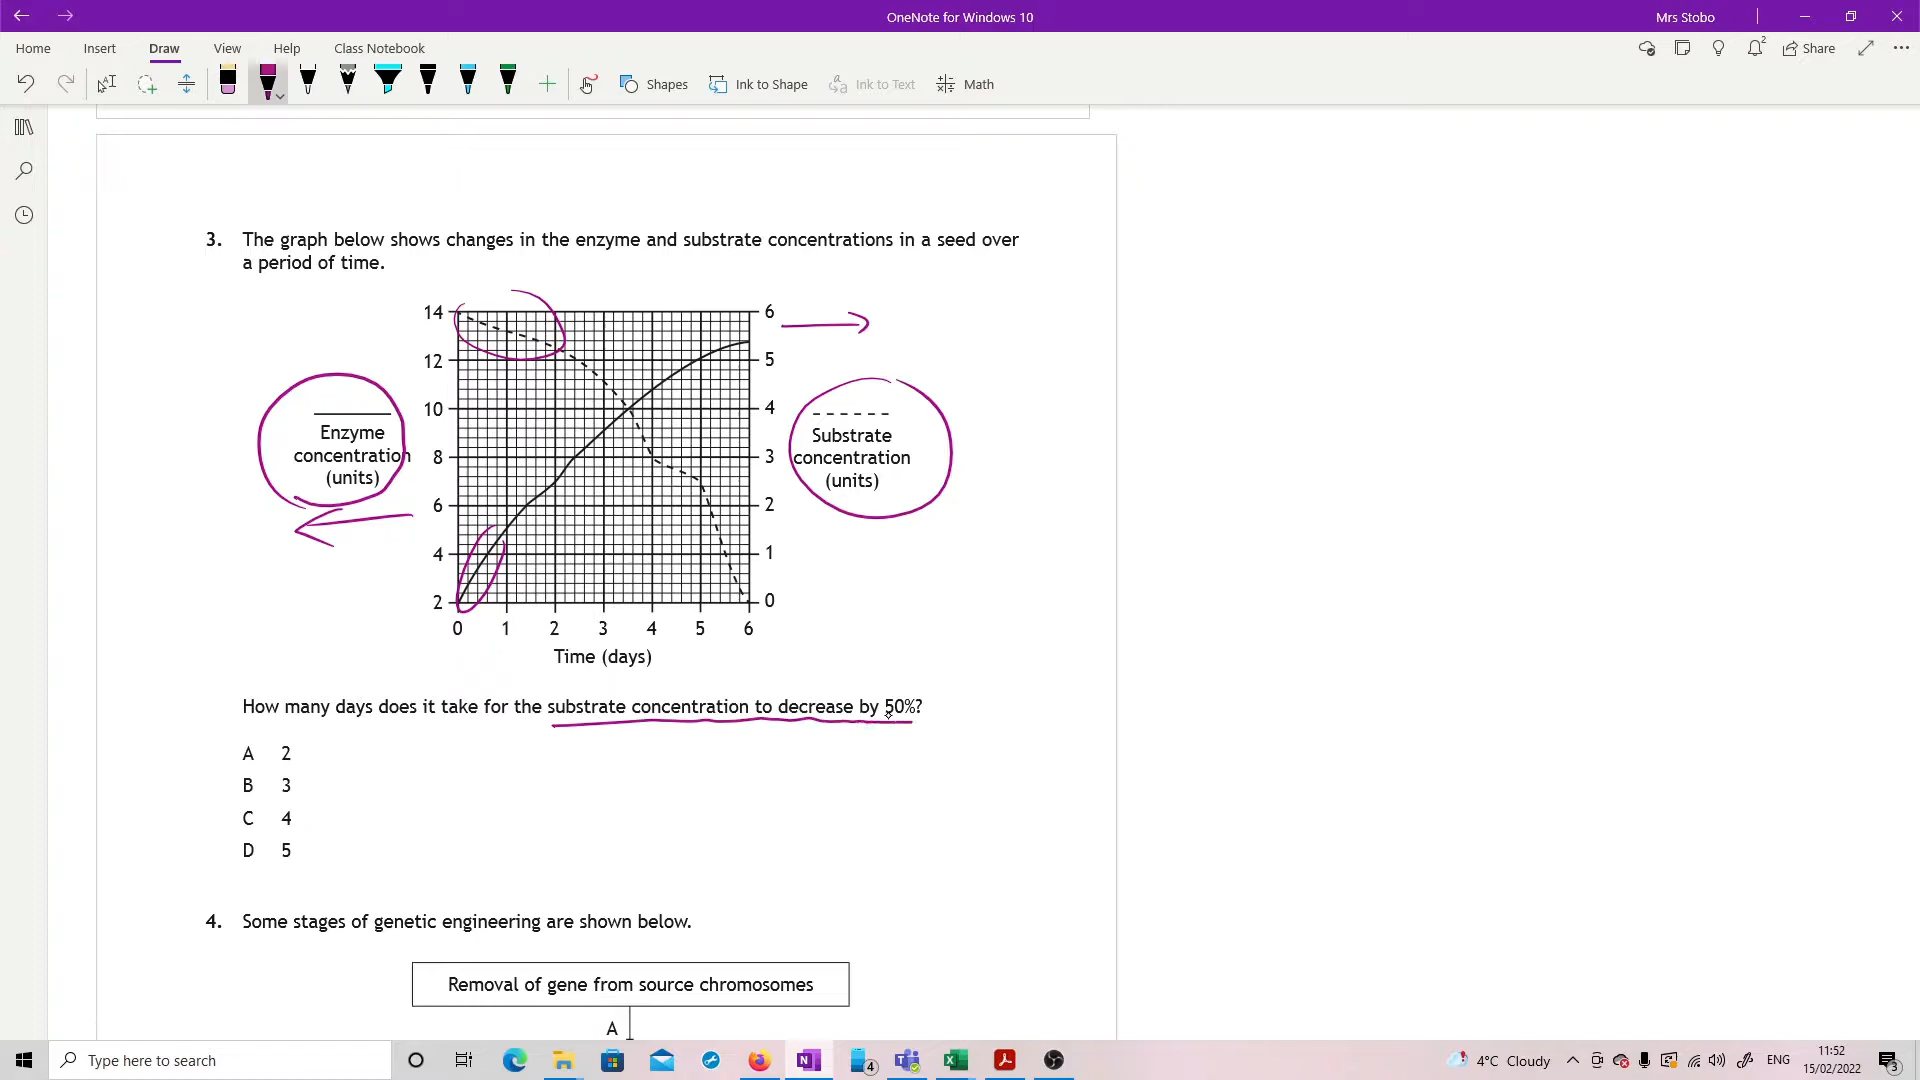 OneNote for Windows 10
Mrs Stobo
Home Insert Draw View Help Class Notebook
2
Share
Shapes Ink to Shape Ink to Text Math
3. The graph below shows changes in the enzyme and substrate concentrations in a seed over
a period of time.
14 6
12 5
10 4
8 3
6 2
4 1
2 0
Enzyme
concentration
(units)
Substrate
concentration
(units)
0 1 2 3 4 5 6
Time (days)
How many days does it take for the substrate concentration to decrease by 50%?
A 2
B 3
C 4
D 5
4. Some stages of genetic engineering are shown below.
Removal of gene from source chromosomes
A
Type here to search
4
4°C Cloudy
ENG
11:52
15/02/2022
3